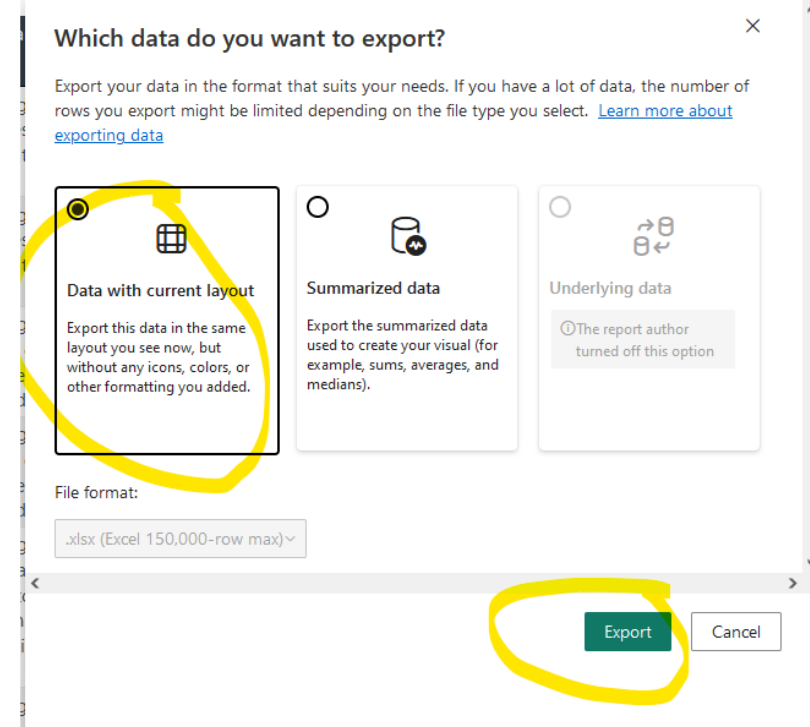 Which data do you want to export?
Export your data in the format that suits your needs. If you have a lot of data, the number of
rows you export might be limited depending on the file type you select. Learn more about
exporting data
Data with current layout
Export this data in the same
layout you see now, but
without any icons, colors, or
other formatting you added.
Summarized data
Export the summarized data
used to create your visual (for
example, sums, averages, and
medians).
Underlying data
The report author
turned off this option
File format:
.xlsx (Excel 150,000-row max)
Export
Cancel